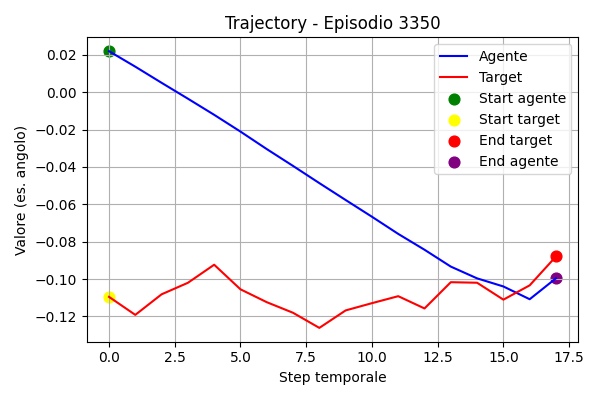 Trajectory - Episodio 3350
Valore (es. angolo)
0.02
0.00
−0.02
−0.04
−0.06
−0.08
−0.10
−0.12
Agente
Target
Start agente
Start target
End target
End agente
0.0 2.5 5.0 7.5 10.0 12.5 15.0 17.5
Step temporale